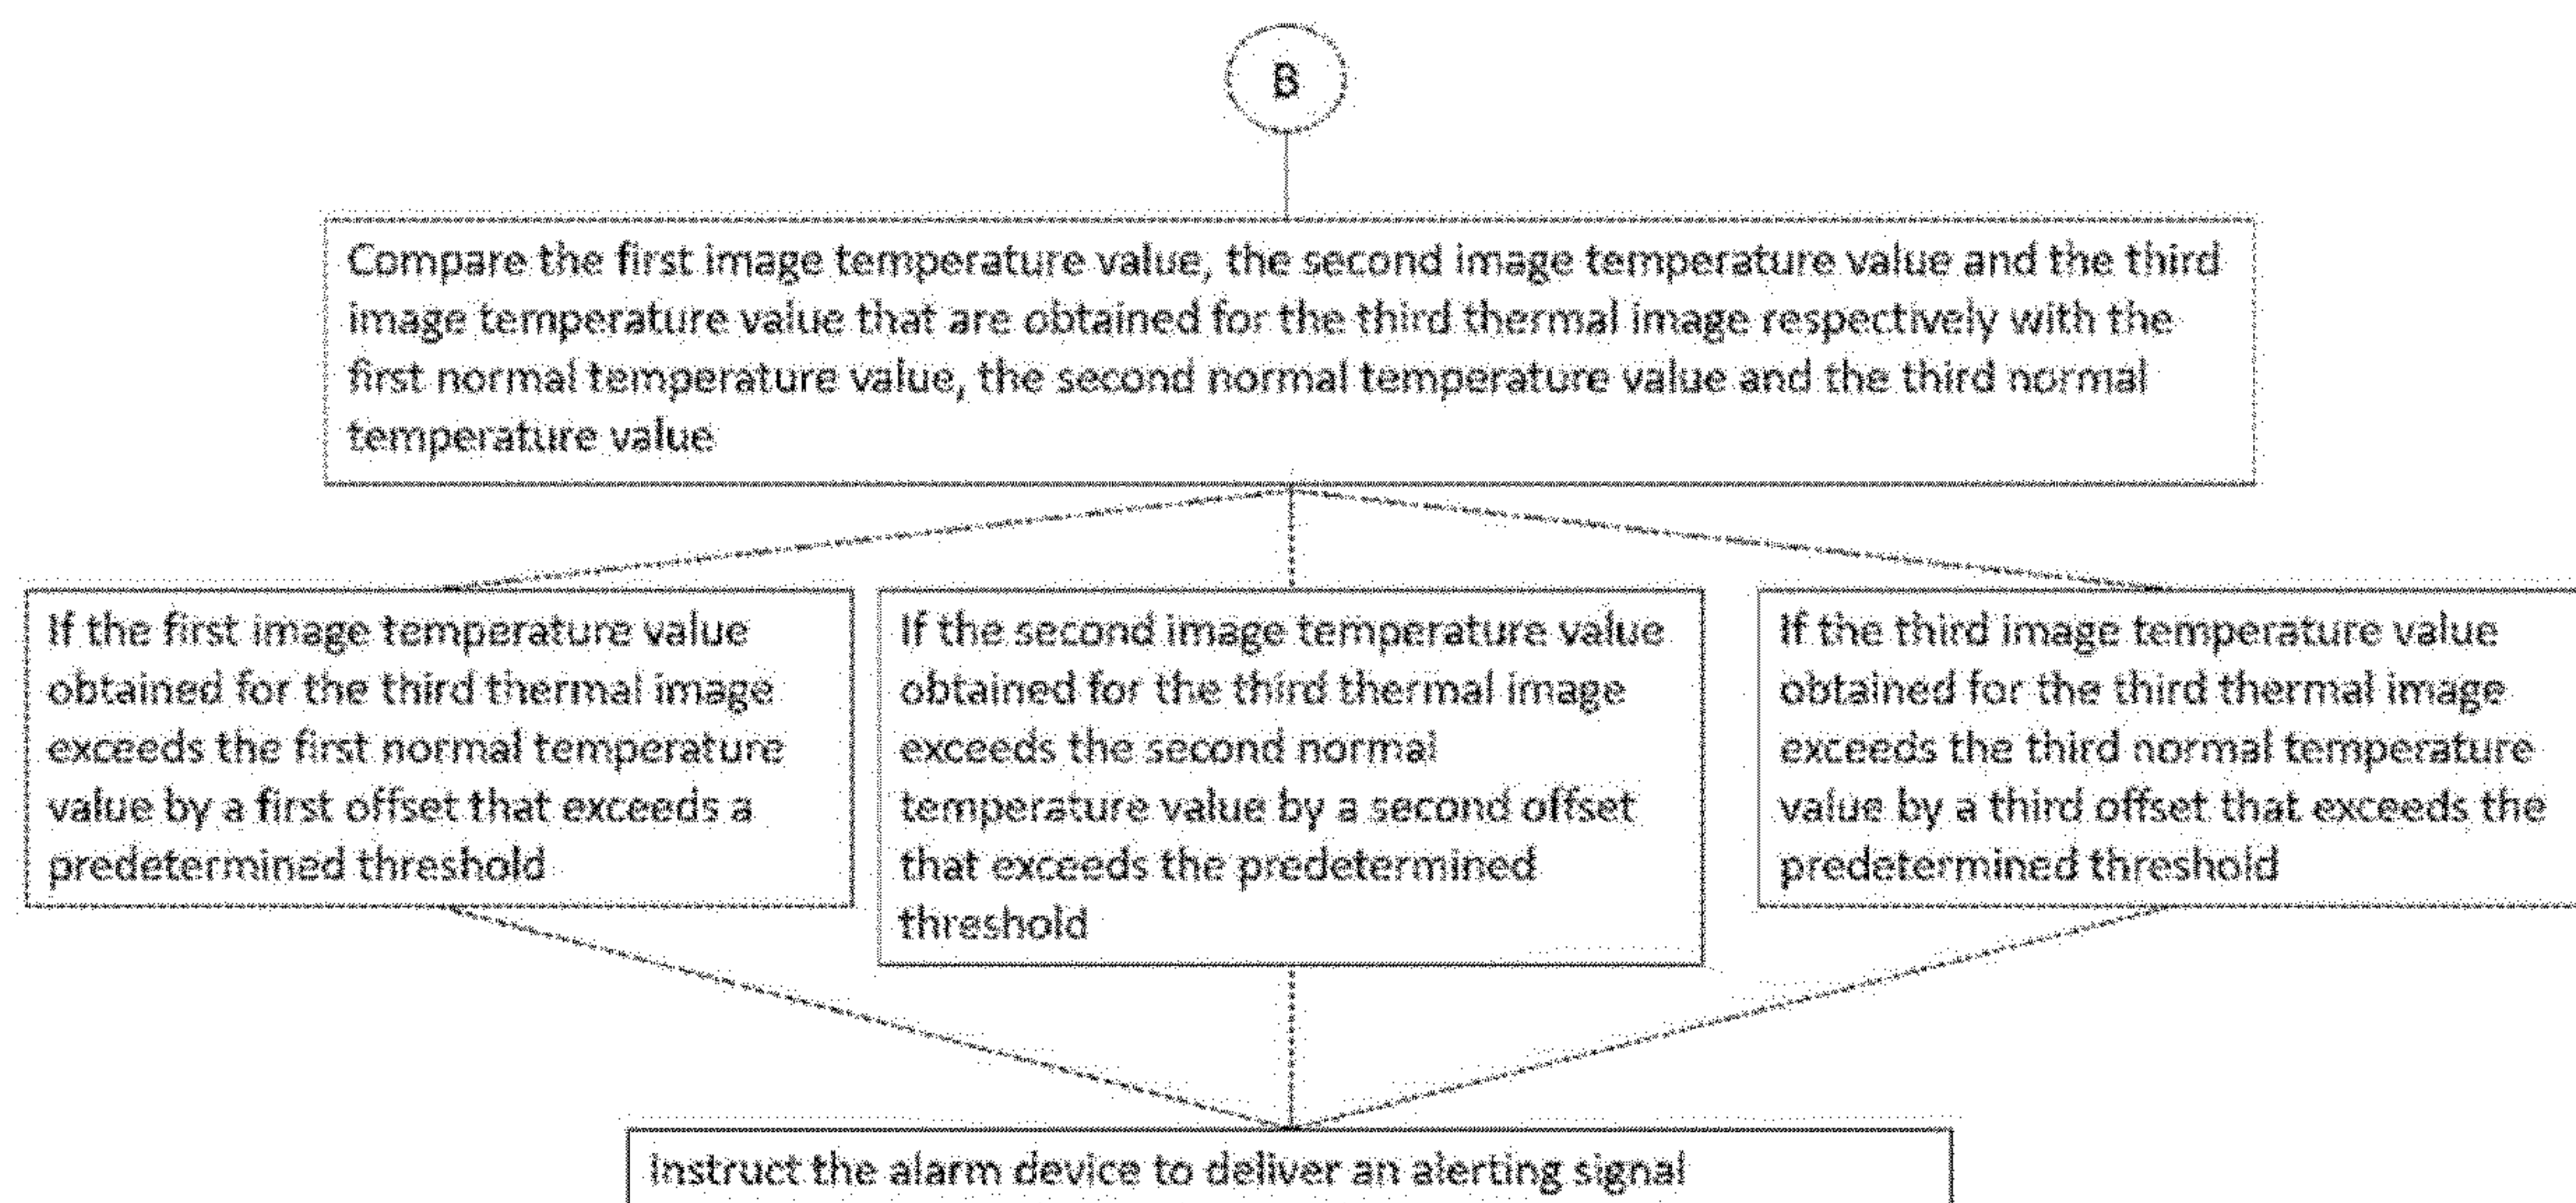 B
Compare the first image temperature value, the second image temperature value and the third
image temperature value that are obtained for the third thermal image respectively with the
first normal temperature value, the second normal temperature value and the third normal
temperature value
If the first image temperature value
obtained for the third thermal image
exceeds the first normal temperature
value by a first offset that exceeds a
predetermined threshold
If the second image temperature value
obtained for the third thermal image
exceeds the second normal
temperature value by a second offset
that exceeds the predetermined
threshold
If the third image temperature value
obtained for the third thermal image
exceeds the third normal temperature
value by a third offset that exceeds the
predetermined threshold
Instruct the alarm device to deliver an alerting signal